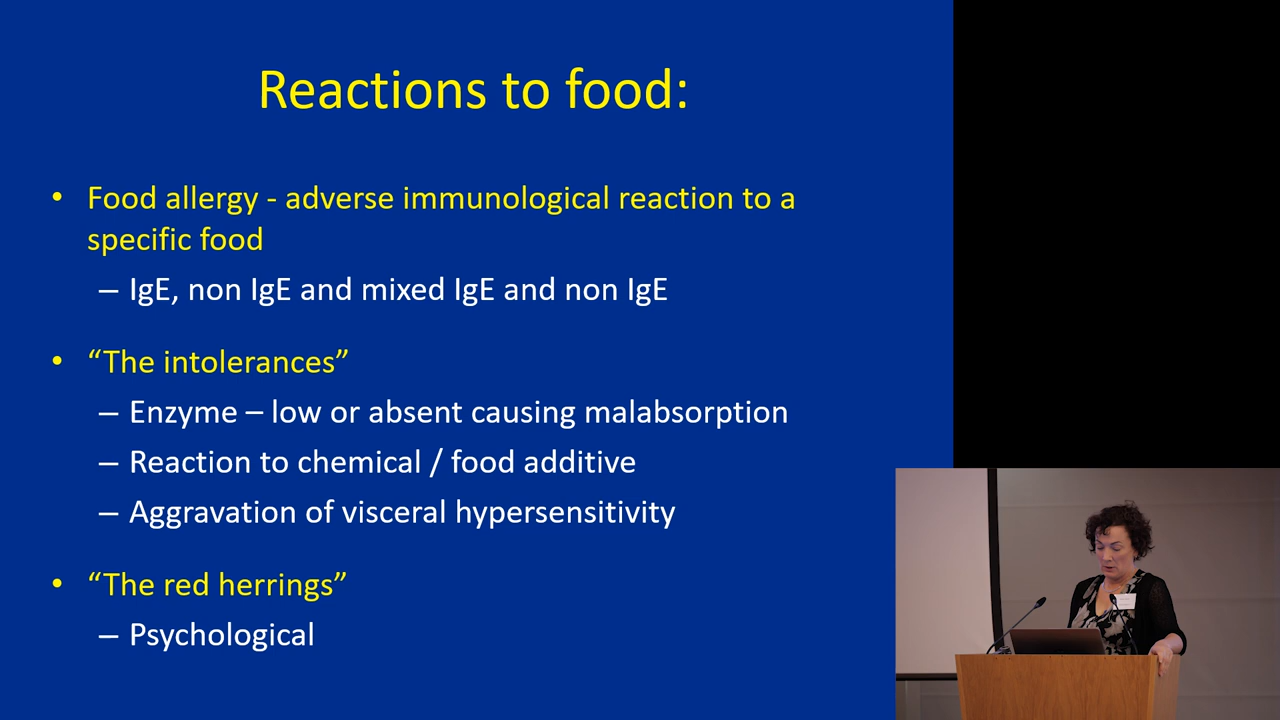 Reactions to food:
• Food allergy - adverse immunological reaction to a
specific food
– IgE, non IgE and mixed IgE and non IgE
• “The intolerances”
– Enzyme – low or absent causing malabsorption
– Reaction to chemical / food additive
– Aggravation of visceral hypersensitivity
• “The red herrings”
– Psychological